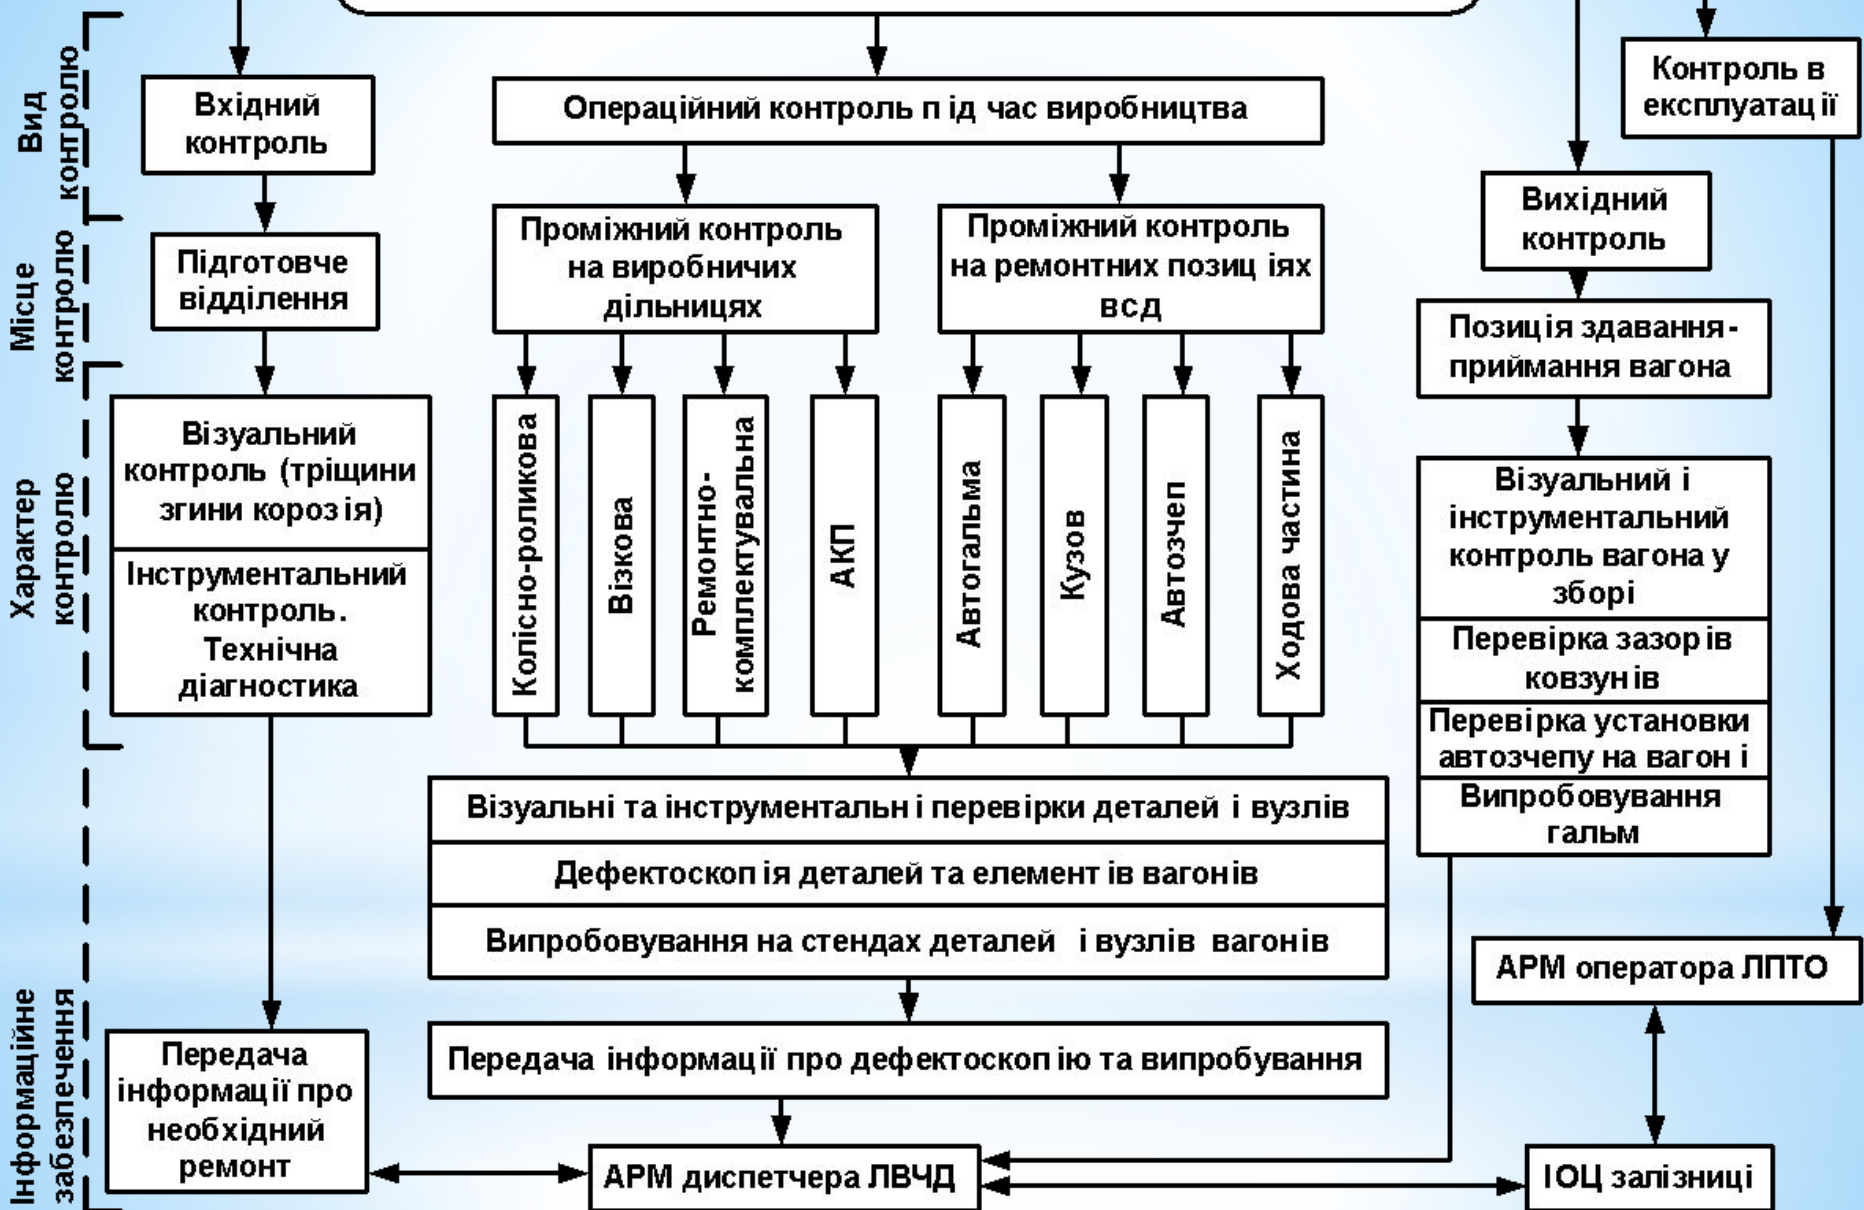 Вид
контролю
Місце
контролю
Характер
контролю
Інформаційне
забезпечення
Вхідний
контроль
Підготовче
відділення
Візуальний
контроль (тріщини
згини корозія)
Інструментальний
контроль.
Технічна
діагностика
Передача
інформації про
необхідний
ремонт
Операційний контроль п ід час виробництва
Проміжний контроль
на виробничих
дільницях
Проміжний контроль
на ремонтних позиц іях
всд
Колісно-роликова
Візкова
Ремонтно-
комплектувальна
АКП
Автогальма
Кузов
Автозчеп
Ходова частина
Візуальні та інструментальн і перевірки деталей і вузлів
Дефектоскоп ія деталей та елемент ів вагонів
Випробовування на стендах деталей і вузлів вагонів
Передача інформації про дефектоскоп ію та випробування
АРМ диспетчера ЛВЧД
Вихідний
контроль
Позиція здавання-
приймання вагона
Візуальний і
інструментальний
контроль вагона у
зборі
Перевірка зазор ів
ковзун ів
Перевірка установки
автозчепу на вагон і
Випробовування
гальм
Контроль в
експлуатац ії
АРМ оператора ЛПТО
ІОЦ залізниці